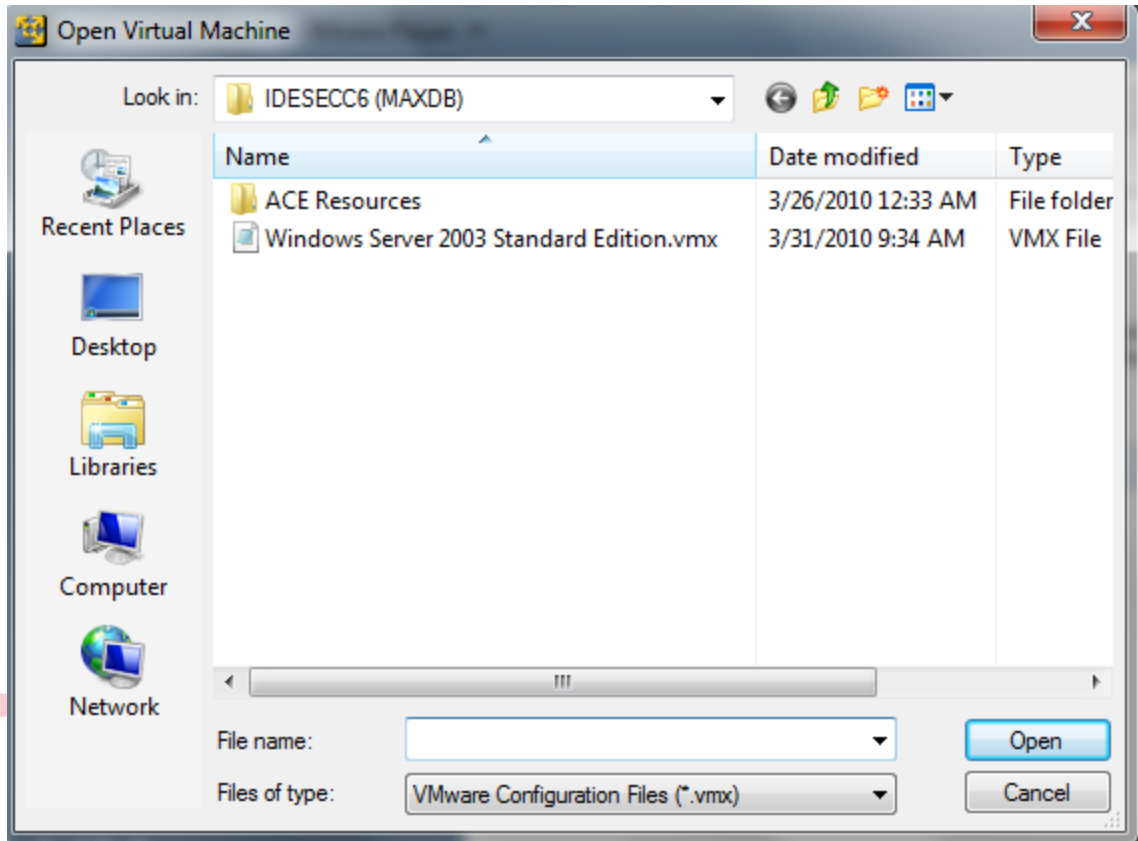 Open Virtual Machine
Look in: IDESECC6 (MAXDB)
Name Date modified Type
ACE Resources 3/26/2010 12:33 AM File folder
Windows Server 2003 Standard Edition.vmx 3/31/2010 9:34 AM VMX File
Recent Places
Desktop
Libraries
Computer
Network
File name: Open
Files of type: VMware Configuration Files (*.vmx) Cancel